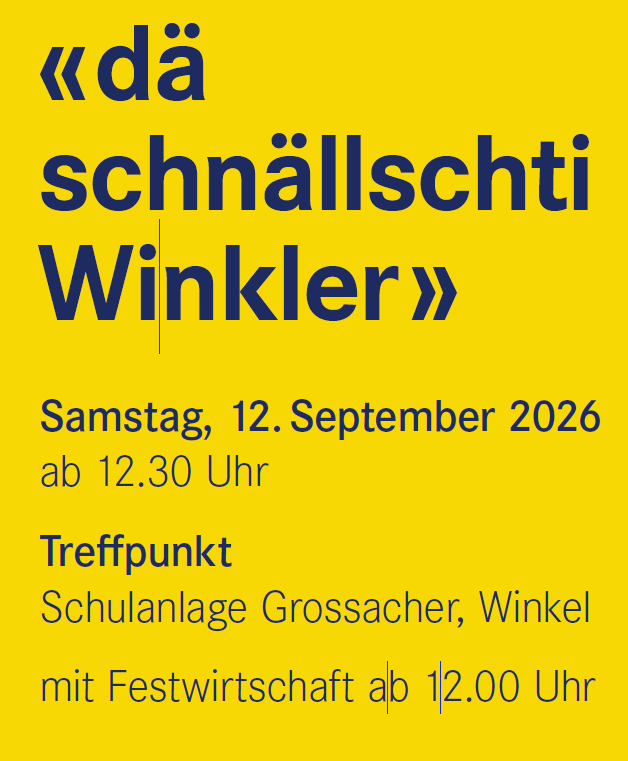 «dä
schnällschti
Winkler»
Samstag, 12. September 2026
ab 12.30 Uhr
Treffpunkt
Schulanlage Grossacher, Winkel
mit Festwirtschaft ab 12.00 Uhr